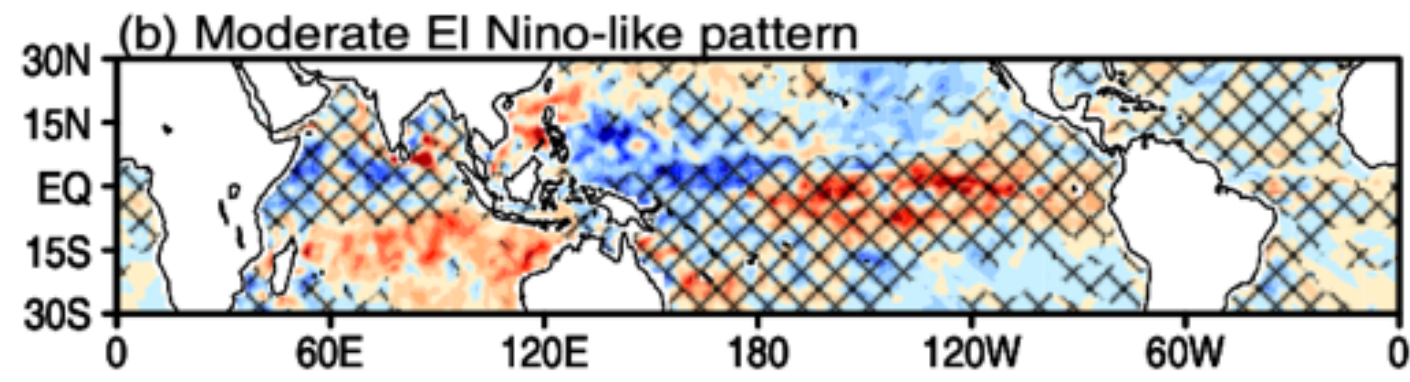 (b) Moderate El Nino-like pattern
30N
15N
EQ
15S
30S
0 60E 120E 180 120W 60W 0